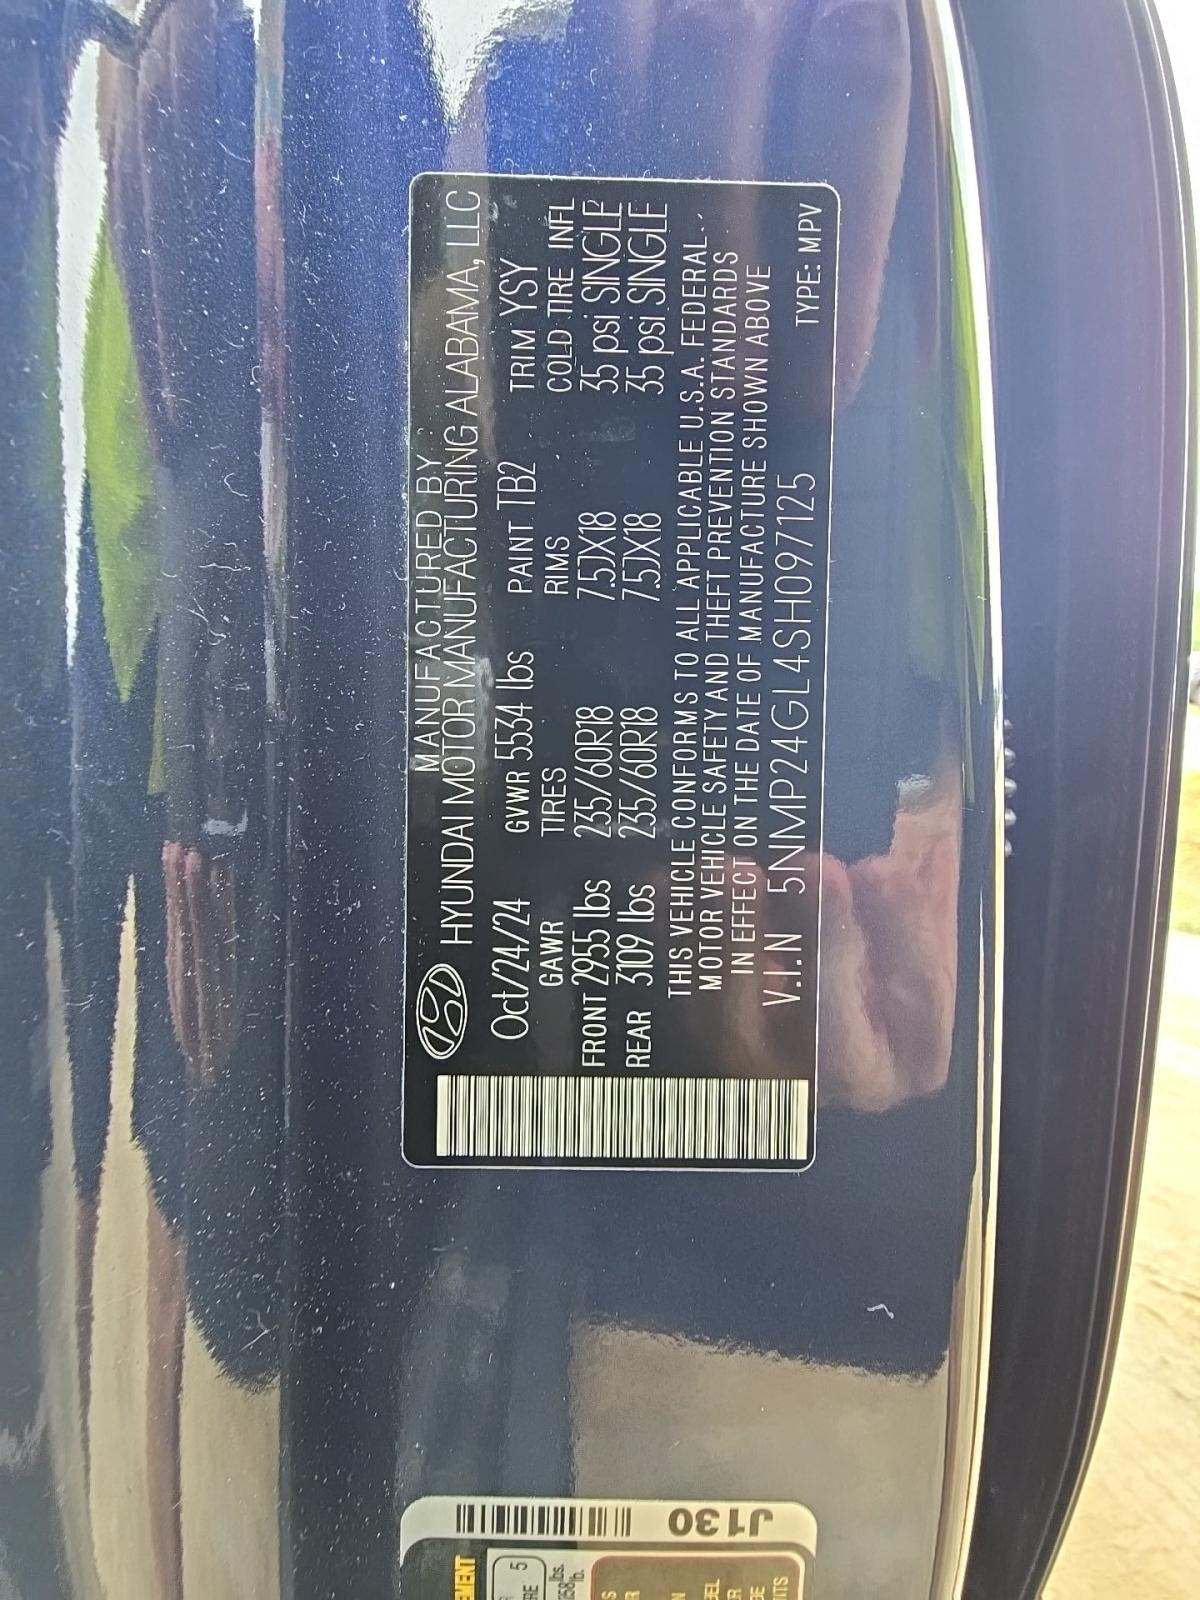 MANUFACTURED BY
HYUNDAI MOTOR MANUFACTURING ALABAMA, LLC
Oct/24/24 GVWR 5534 lbs PAINT TB2 TRIM YSY
GAWR TIRES RIMS COLD TIRE INFL
FRONT 2955 lbs 235/60R18 7.5JX18 35 psi SINGLE
REAR 3109 lbs 235/60R18 7.5JX18 35 psi SINGLE
THIS VEHICLE CONFORMS TO ALL APPLICABLE U.S.A. FEDERAL
MOTOR VEHICLE SAFETY AND THEFT PREVENTION STANDARDS
IN EFFECT ON THE DATE OF MANUFACTURE SHOWN ABOVE
V.I.N 5NMP24GL4SH097125 TYPE: MPV
J130
EMENT
5
lbs.